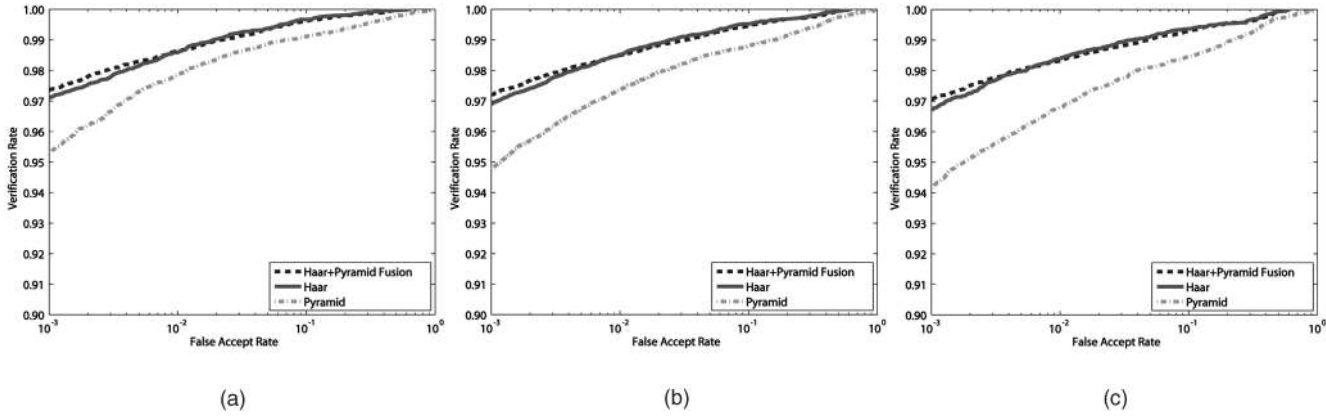 1.00
0.99
0.98
0.97
0.96
0.95
0.94
0.93
0.92
0.91
0.90
Verification Rate
Haar+Pyramid Fusion
Haar
Pyramid
10⁻³
10⁻²
10⁻¹
10⁰
False Accept Rate
(a)
1.00
0.99
0.98
0.97
0.96
0.95
0.94
0.93
0.92
0.91
0.90
Verification Rate
Haar+Pyramid Fusion
Haar
Pyramid
10⁻³
10⁻²
10⁻¹
10⁰
False Accept Rate
(b)
1.00
0.99
0.98
0.97
0.96
0.95
0.94
0.93
0.92
0.91
0.90
Verification Rate
Haar+Pyramid Fusion
Haar
Pyramid
10⁻³
10⁻²
10⁻¹
10⁰
False Accept Rate
(c)